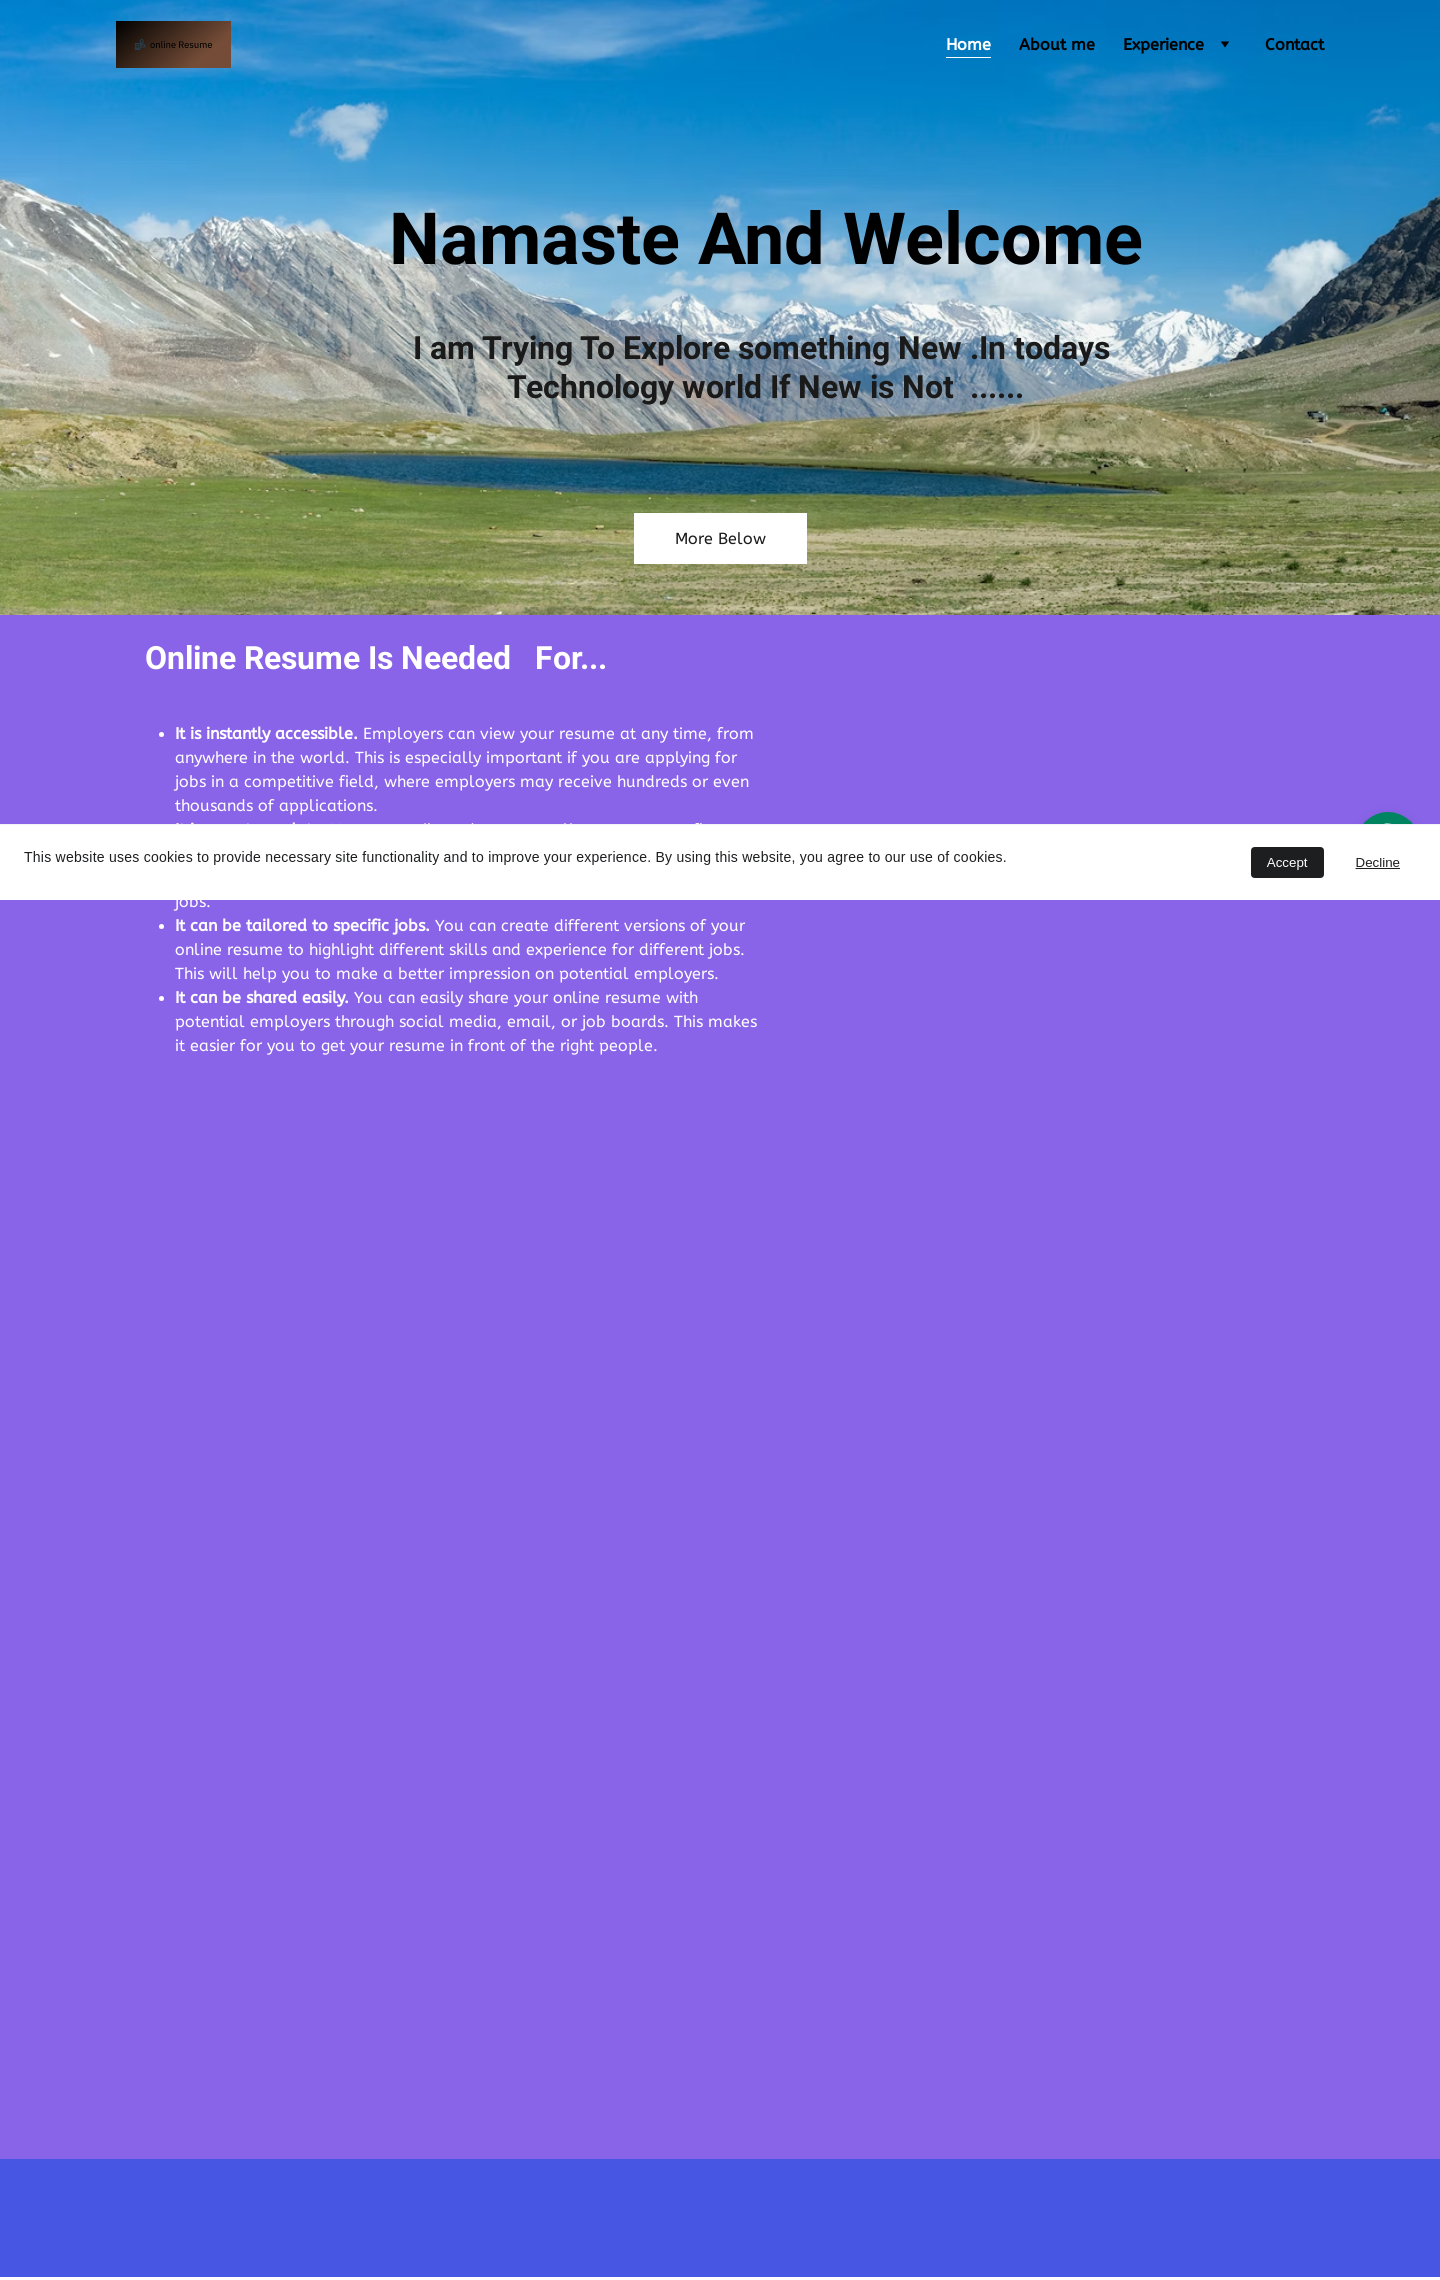 online Resume
Home About me Experience Contact
Namaste And Welcome
I am Trying To Explore something New .In todays
Technology world If New is Not ......
More Below
Online Resume Is Needed For...
It is instantly accessible. Employers can view your resume at any time, from
anywhere in the world. This is especially important if you are applying for
jobs in a competitive field, where employers may receive hundreds or even
thousands of applications.
This website uses cookies to provide necessary site functionality and to improve your experience. By using this website, you agree to our use of cookies.
Accept Decline
jobs.
It can be tailored to specific jobs. You can create different versions of your
online resume to highlight different skills and experience for different jobs.
This will help you to make a better impression on potential employers.
It can be shared easily. You can easily share your online resume with
potential employers through social media, email, or job boards. This makes
it easier for you to get your resume in front of the right people.